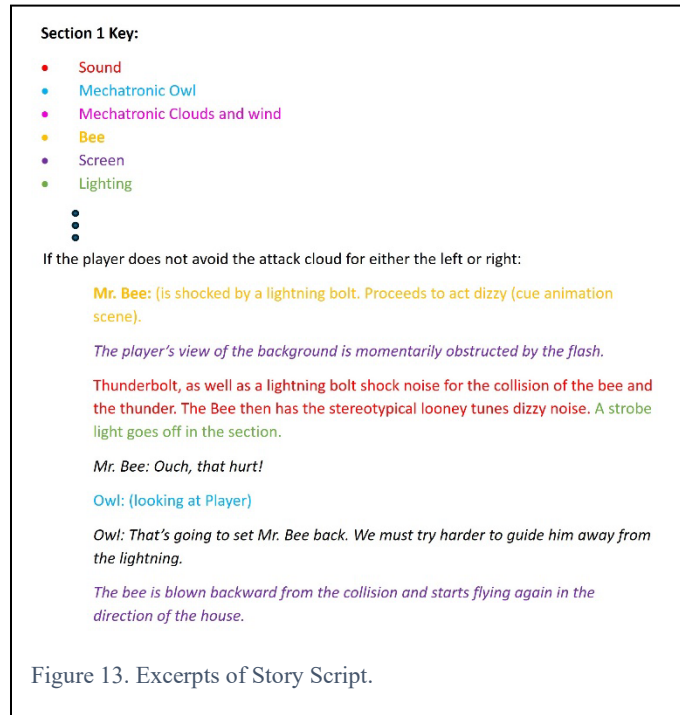 Section 1 Key:
• Sound
• Mechatronic Owl
• Mechatronic Clouds and wind
• Bee
• Screen
• Lighting
If the player does not avoid the attack cloud for either the left or right:
Mr. Bee: (is shocked by a lightning bolt. Proceeds to act dizzy (cue animation
scene).
The player's view of the background is momentarily obstructed by the flash.
Thunderbolt, as well as a lightning bolt shock noise for the collision of the bee and
the thunder. The Bee then has the stereotypical looney tunes dizzy noise. A strobe
light goes off in the section.
Mr. Bee: Ouch, that hurt!
Owl: (looking at Player)
Owl: That's going to set Mr. Bee back. We must try harder to guide him away from
the lightning.
The bee is blown backward from the collision and starts flying again in the
direction of the house.
Figure 13. Excerpts of Story Script.